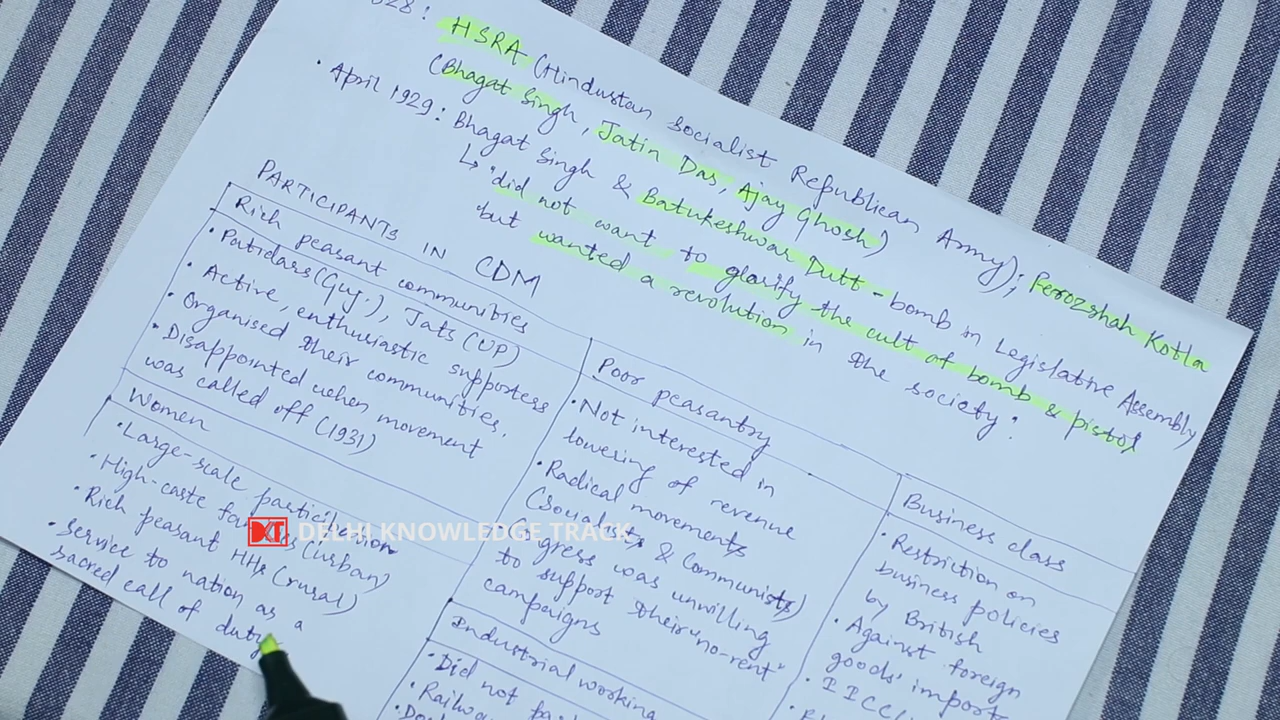 HSRA (Hindustan Socialist Republican Army); Ferozshah Kotla
(Bhagat Singh, Jatin Das, Ajay Ghosh)
• April 1929: Bhagat Singh & Batukeshwar Dutt - bomb in Legislative Assembly
↳ "did not want to glorify the cult of bomb & pistol
but wanted a revolution in the society."
PARTICIPANTS IN CDM
Rich peasant communities
• Patidars (Guj.), Jats (UP)
• Active, enthusiastic supporters
• Organised their communities.
• Disappointed when movement
was called off (1931)
Women
• Large-scale participation
• High-caste (urban)
• Rich peasant HHs (rural)
• Service to nation as a
sacred call of duty
Poor peasantry
• Not interested in
lowering of revenue
• Radical movements
(Socialists & Communists)
was unwilling
to support their "no-rent"
campaigns
Industrial working
• Did not
• Railway
Business class
• Restriction on
business policies
by British
• Against foreign
goods' import
• IICC
DKT DELHI KNOWLEDGE TRACK